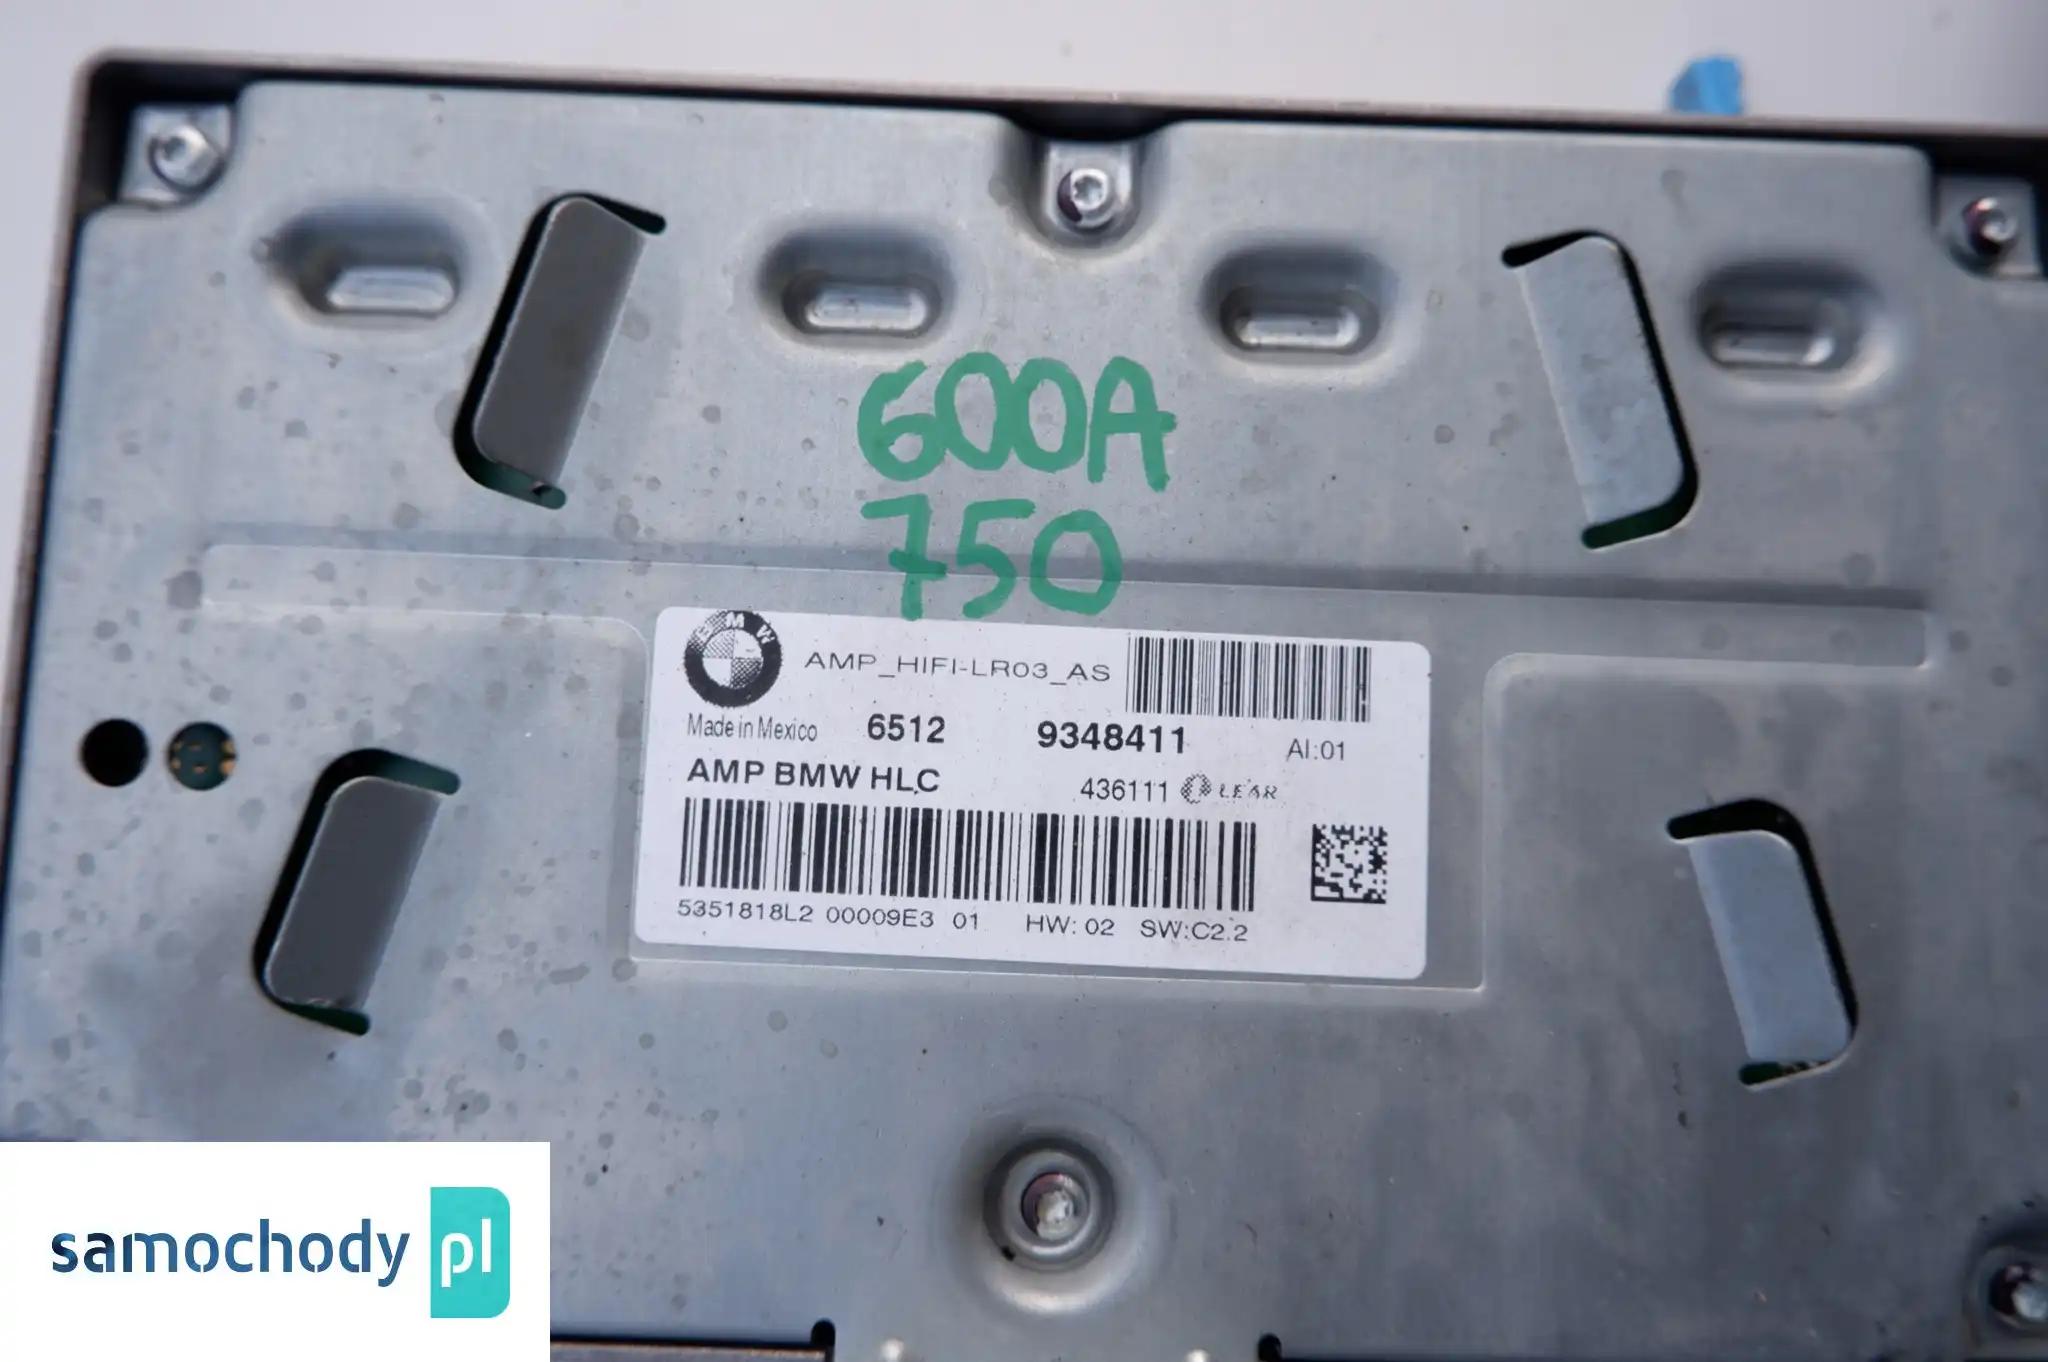 600A
750
BMW
AMP_HIFI-LR03_AS
Made in Mexico 6512 9348411 AI:01
AMP BMW HLC 436111 LEAR
5351818L2 00009E3 01 HW: 02 SW:C2.2
samochody pl